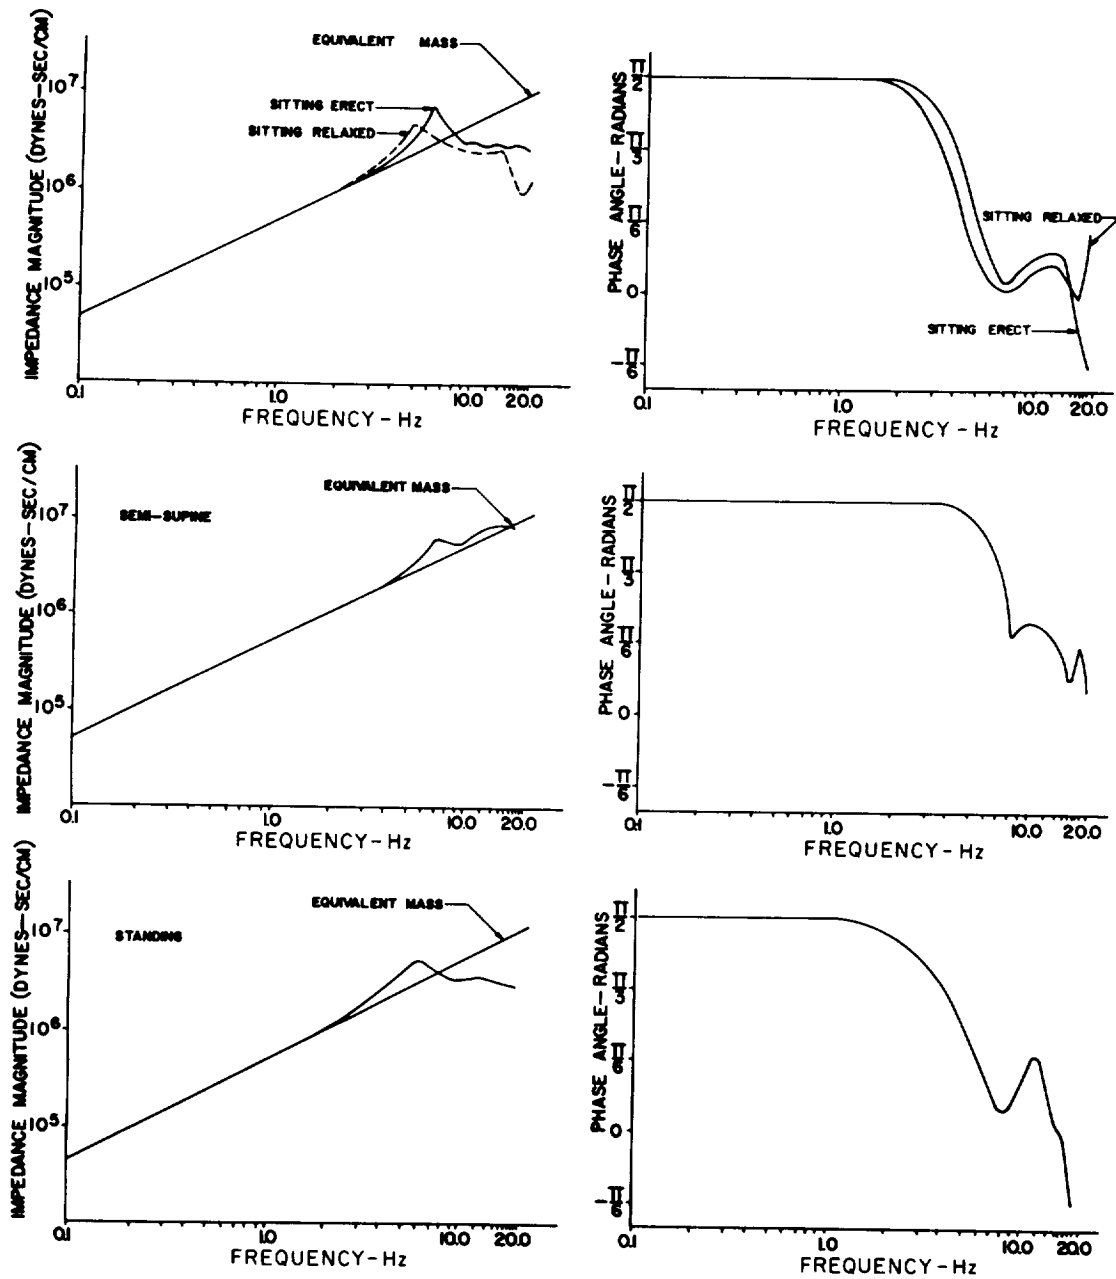 IMPEDANCE MAGNITUDE (DYNES-SEC/CM)
10⁷
10⁶
10⁵
EQUIVALENT MASS
SITTING ERECT
SITTING RELAXED
0.1
1.0
10.0
20.0
FREQUENCY - Hz
PHASE ANGLE - RADIANS
π/2
π/3
π/6
0
-π/6
SITTING RELAXED
SITTING ERECT
0.1
1.0
10.0
20.0
FREQUENCY - Hz
IMPEDANCE MAGNITUDE (DYNES-SEC/CM)
10⁷
10⁶
10⁵
SEMI-SUPINE
EQUIVALENT MASS
0.1
1.0
10.0
20.0
FREQUENCY - Hz
PHASE ANGLE - RADIANS
π/2
π/3
π/6
0
-π/6
0.1
1.0
10.0
20.0
FREQUENCY - Hz
IMPEDANCE MAGNITUDE (DYNES-SEC/CM)
10⁷
10⁶
10⁵
STANDING
EQUIVALENT MASS
0.1
1.0
10.0
20.0
FREQUENCY - Hz
PHASE ANGLE - RADIANS
π/2
π/3
π/6
0
-π/6
0.1
1.0
10.0
20.0
FREQUENCY - Hz